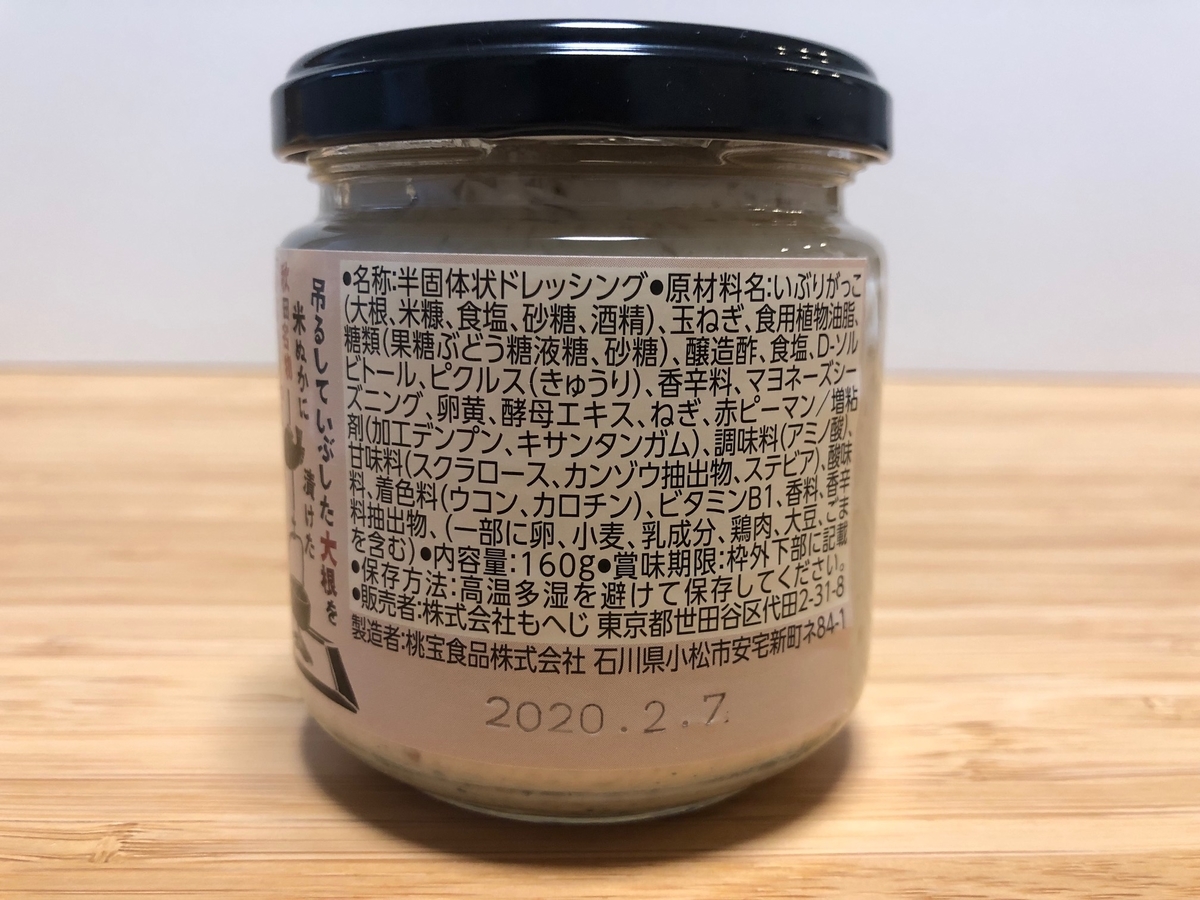 ●名称:半固体状ドレッシング●原材料名:いぶりがっこ
(大根、米糠、食塩、砂糖、酒精)、玉ねぎ、食用植物油脂、
糖類(果糖ぶどう糖液糖、砂糖)、醸造酢、食塩、D-ソル
ビトール、ピクルス(きゅうり)、香辛料、マヨネーズシー
ズニング、卵黄、酵母エキス、ねぎ、赤ピーマン/増粘
剤(加工デンプン、キサンタンガム)、調味料(アミノ酸)、
甘味料(スクラロース、カンゾウ抽出物、ステビア)、酸味
料、着色料(ウコン、カロチン)、ビタミンB1、香料、香辛
料抽出物、(一部に卵、小麦、乳成分、鶏肉、大豆、ごま
を含む)●内容量:160g●賞味期限:枠外下部に記載
●保存方法:高温多湿を避けて保存してください。
●販売者:株式会社もへじ 東京都世田谷区代田2-31-8
製造者:桃宝食品株式会社 石川県小松市安宅新町ネ84-1
2020.2.7
吊るしていぶした大根を
米ぬかに漬けた
秋田名物